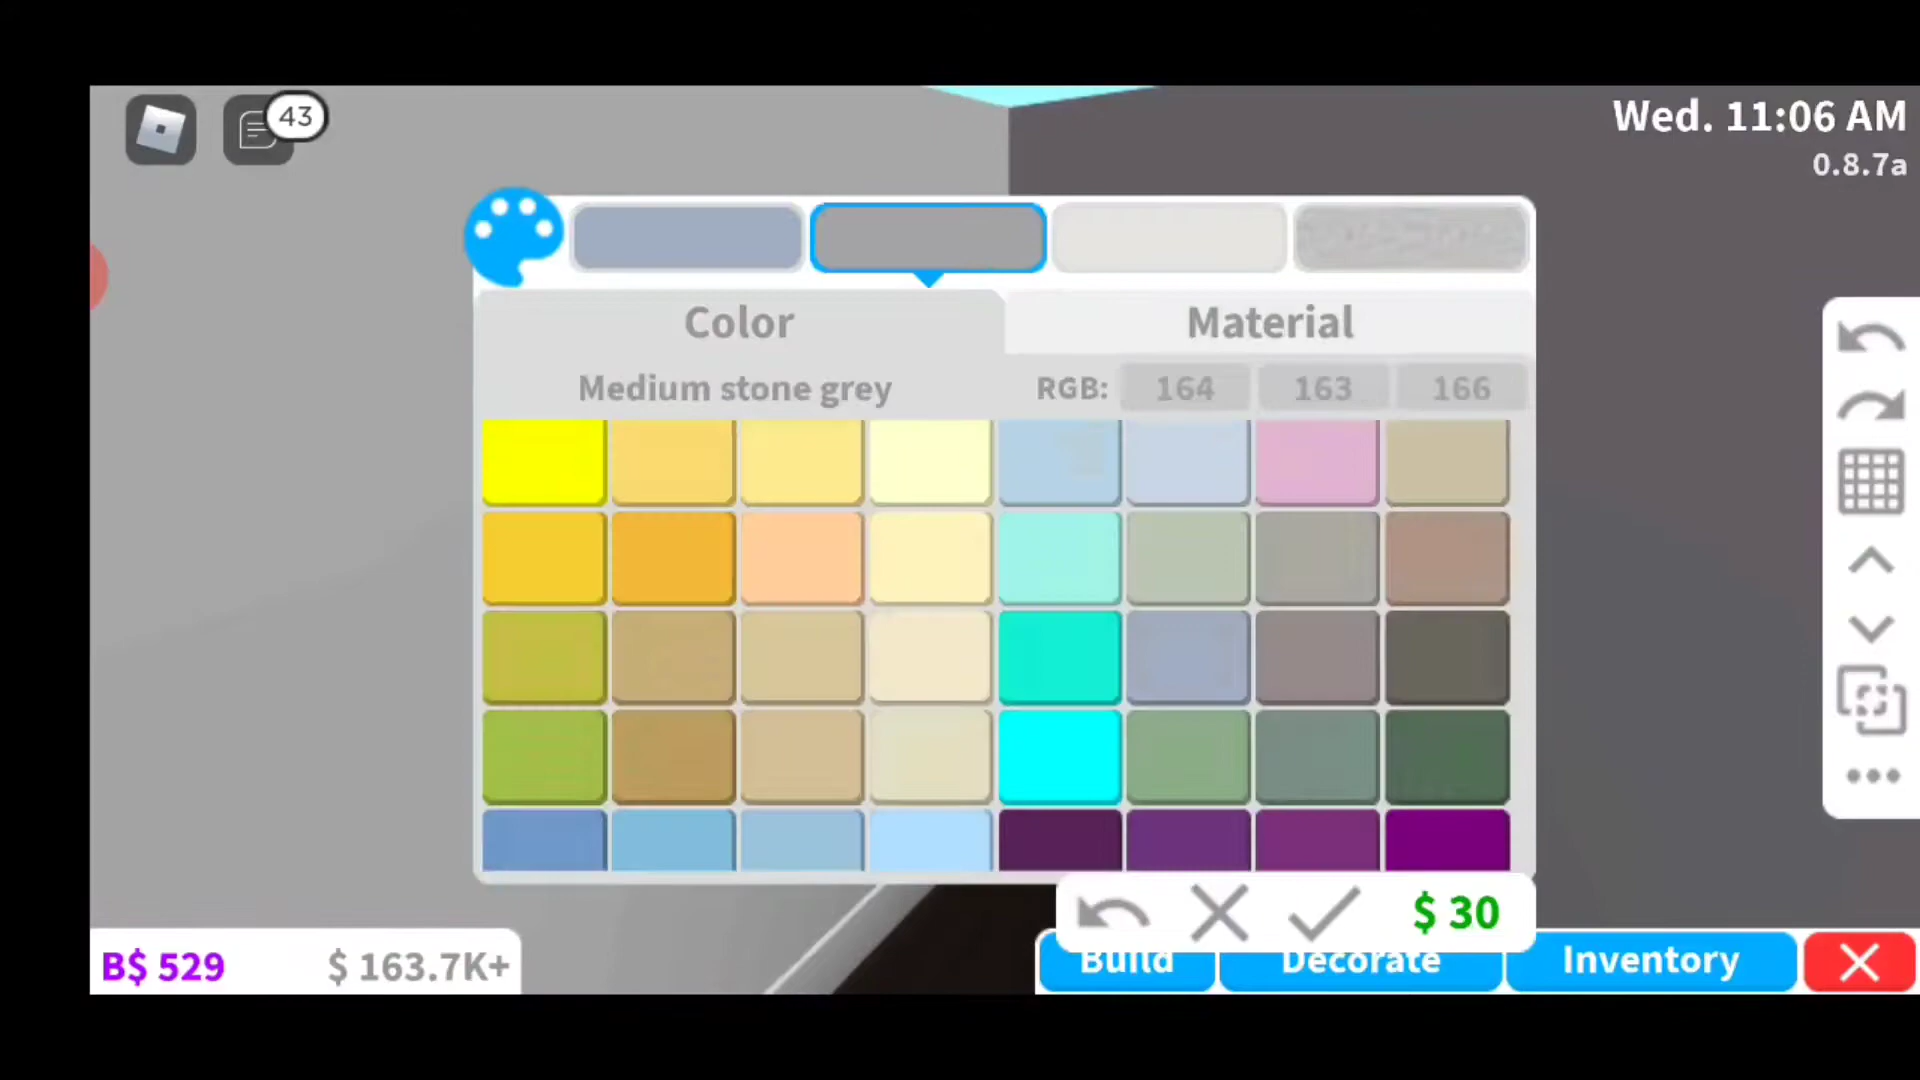 43
Wed. 11:06 AM
0.8.7a
Color
Material
Medium stone grey
RGB: 164 163 166
$ 30
B$ 529
$ 163.7K+
Build
Decorate
Inventory